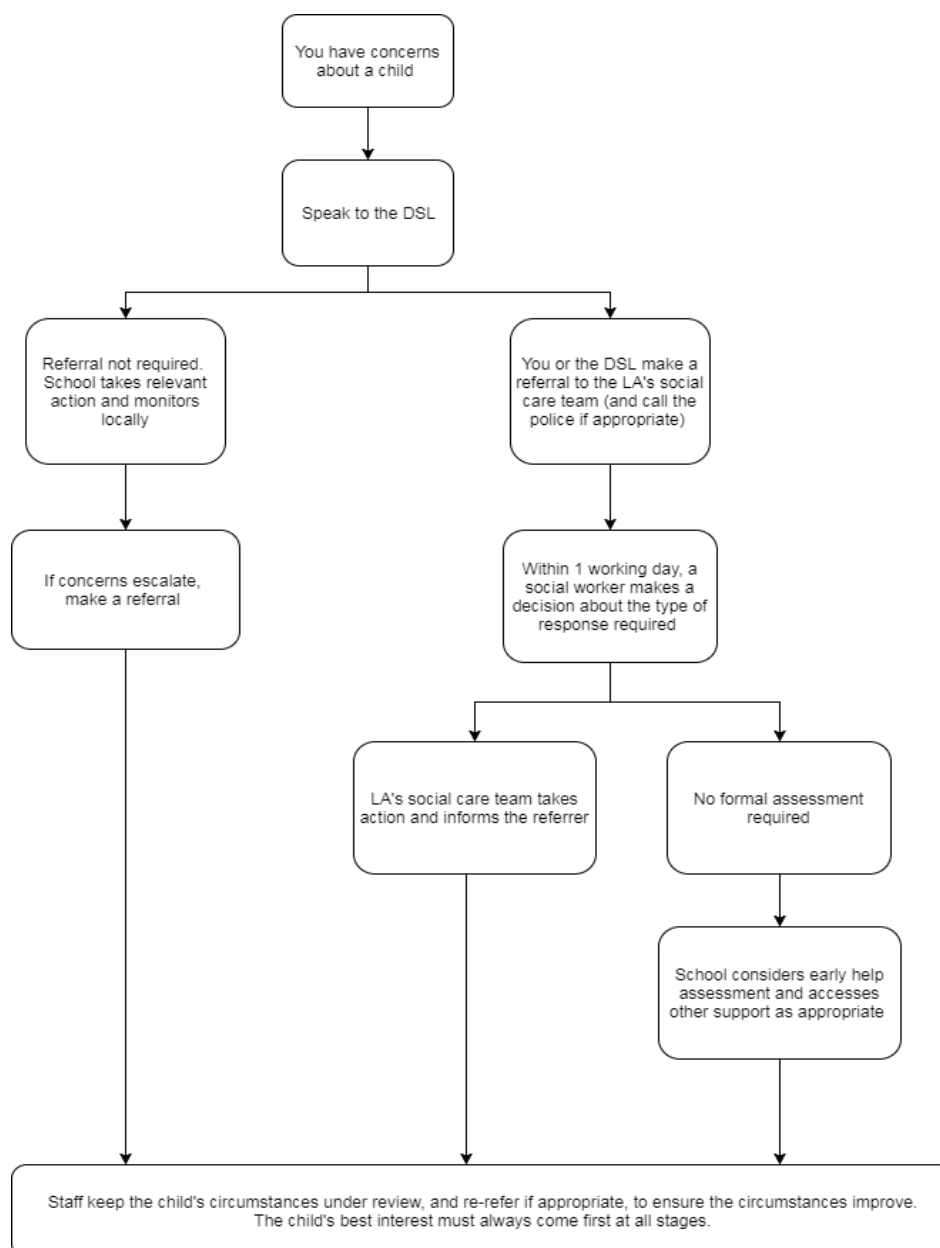 You have concerns
about a child
Speak to the DSL
Referral not required.
School takes relevant
action and monitors
locally
You or the DSL make a
referral to the LA's social
care team (and call the
police if appropriate)
If concerns escalate,
make a referral
Within 1 working day, a
social worker makes a
decision about the type of
response required
LA's social care team takes
action and informs the referrer
No formal assessment
required
School considers early help
assessment and accesses
other support as appropriate
Staff keep the child's circumstances under review, and re-refer if appropriate, to ensure the circumstances improve.
The child's best interest must always come first at all stages.